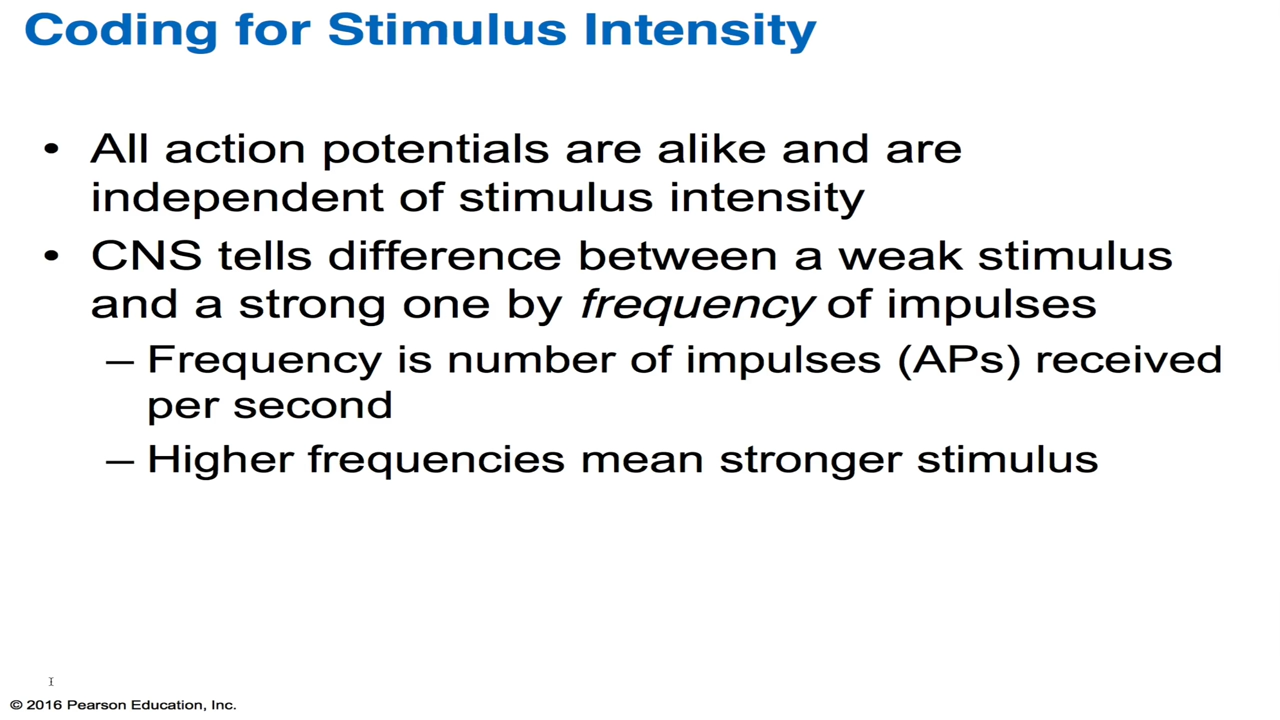 Coding for Stimulus Intensity
• All action potentials are alike and are
independent of stimulus intensity
• CNS tells difference between a weak stimulus
and a strong one by frequency of impulses
– Frequency is number of impulses (APs) received
per second
– Higher frequencies mean stronger stimulus
© 2016 Pearson Education, Inc.